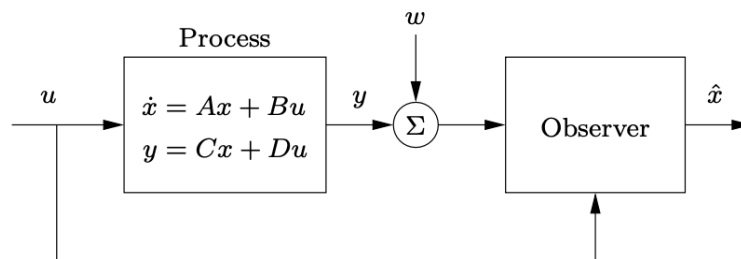 w
Process
u
ẋ = Ax + Bu
y = Cx + Du
y
Σ
Observer
x̂